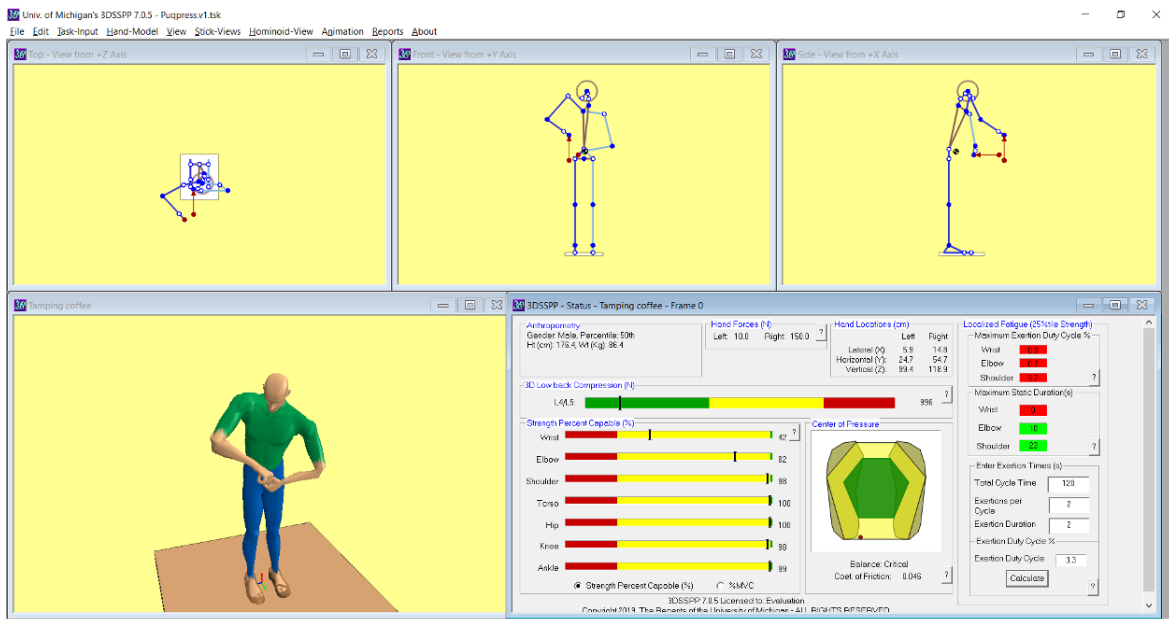 Univ. of Michigan's 3DSSPP 7.0.5 - Puqpress.v1.tsk
File Edit Task-Input Hand-Model View Stick-Views Hominoid-View Animation Reports About
Top - View from +Z Axis
Front - View from +Y Axis
Side - View from +X Axis
Tamping coffee
3DSSPP - Status - Tamping coffee - Frame 0
Anthropometry
Gender: Male, Percentile: 50th
Ht (cm): 176.4, Wt (Kg): 86.4
Hand Forces (N)
Left: 10.0 Right: 150.0 ?
Hand Locations (cm)
Left Right
Lateral (X): 5.9 14.8
Horizontal (Y): 24.7 54.7
Vertical (Z): 99.4 118.9
3D Lowback Compression (N)
L4/L5: 996 ?
Strength Percent Capable (%)
Wrist 42 ?
Elbow 82
Shoulder 98
Torso 100
Hip 100
Knee 98
Ankle 99
Strength Percent Capable (%) %MVC
Center of Pressure
Balance: Critical
Coef. of Friction: 0.046 ?
Localized Fatigue (25%tile Strength)
Maximum Exertion Duty Cycle %
Wrist
Elbow
Shoulder ?
Maximum Static Duration(s)
Wrist 0
Elbow 10
Shoulder 23 ?
Enter Exertion Times (s)
Total Cycle Time 120
Exertions per Cycle 2
Exertion Duration 2
Exertion Duty Cycle %
Exertion Duty Cycle 3.3
Calculate ?
3DSSPP 7.0.5 Licensed to: Evaluation
Copyright 2019, The Regents of the University of Michigan - ALL RIGHTS RESERVED